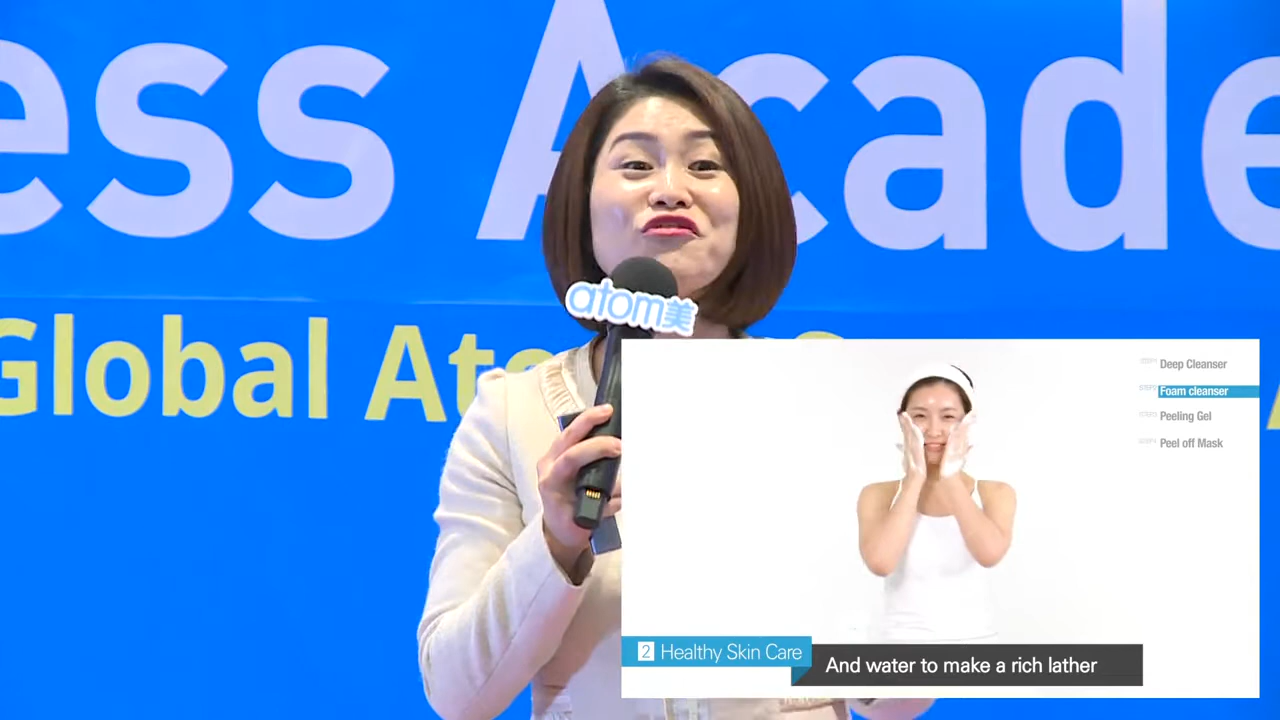 ess Acade
Global Ato
atom美
Deep Cleanser
Foam cleanser
Peeling Gel
Peel off Mask
2 Healthy Skin Care
And water to make a rich lather